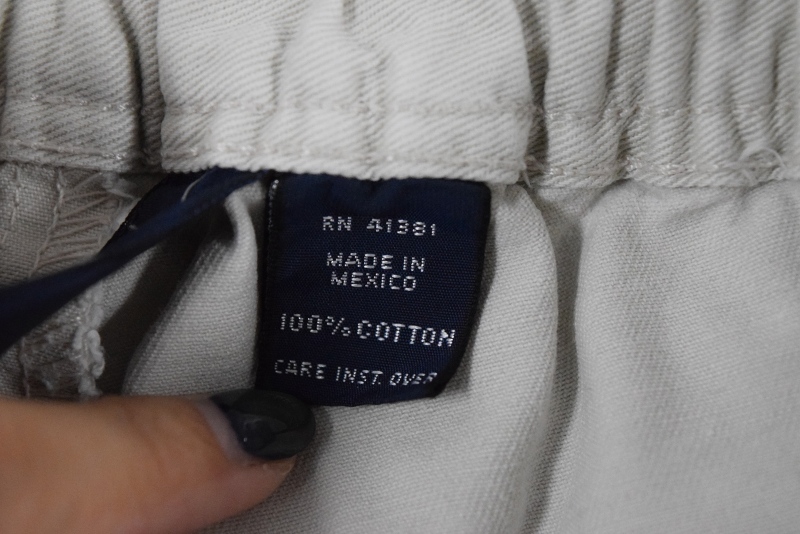 RN 41381
MADE IN
MEXICO
100% COTTON
CARE INST. OVER